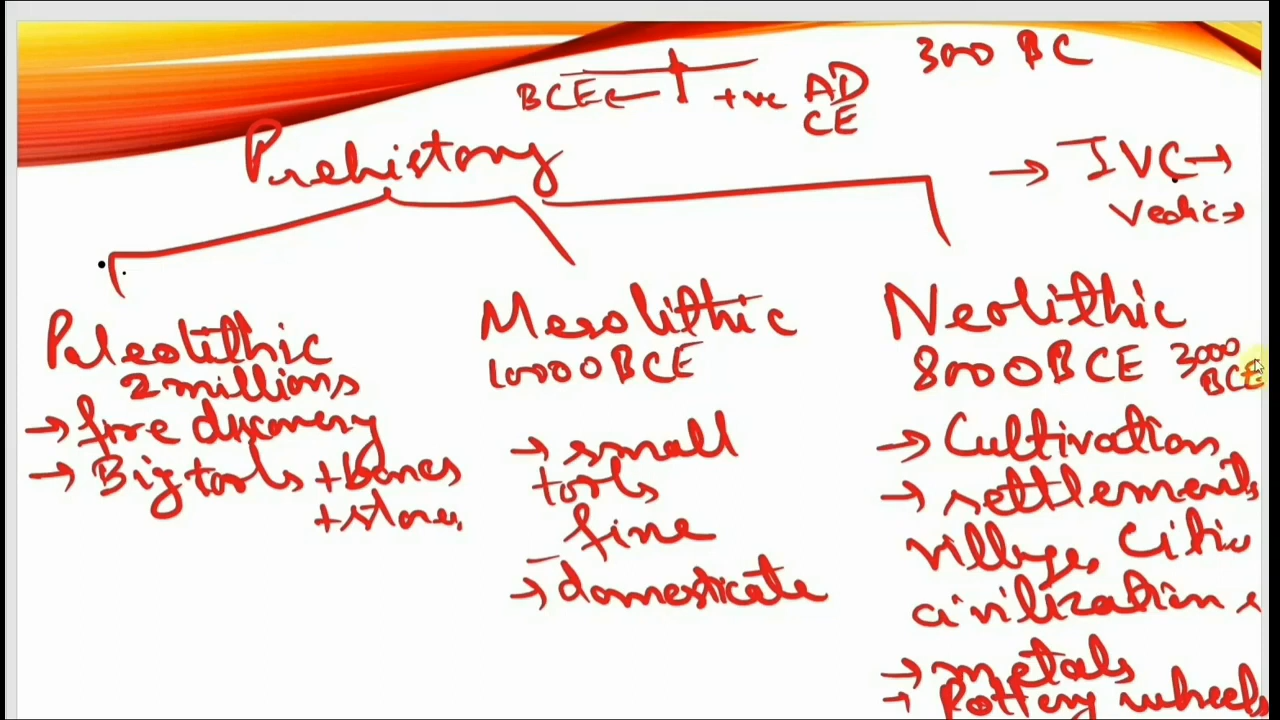 300 BC
BCE ← +ve AD
CE
Prehistory
→ IVC →
Vedic →
Paleolithic
2 millions
→ fire discovery
→ Big tools + bones
+ stones
Mesolithic
10000 BCE
→ small
tools
fine
→ domesticate
Neolithic
8000 BCE 3000
BCE
→ Cultivation
→ settlements
village, Cities
civilization
→ metals
→ Pottery wheels